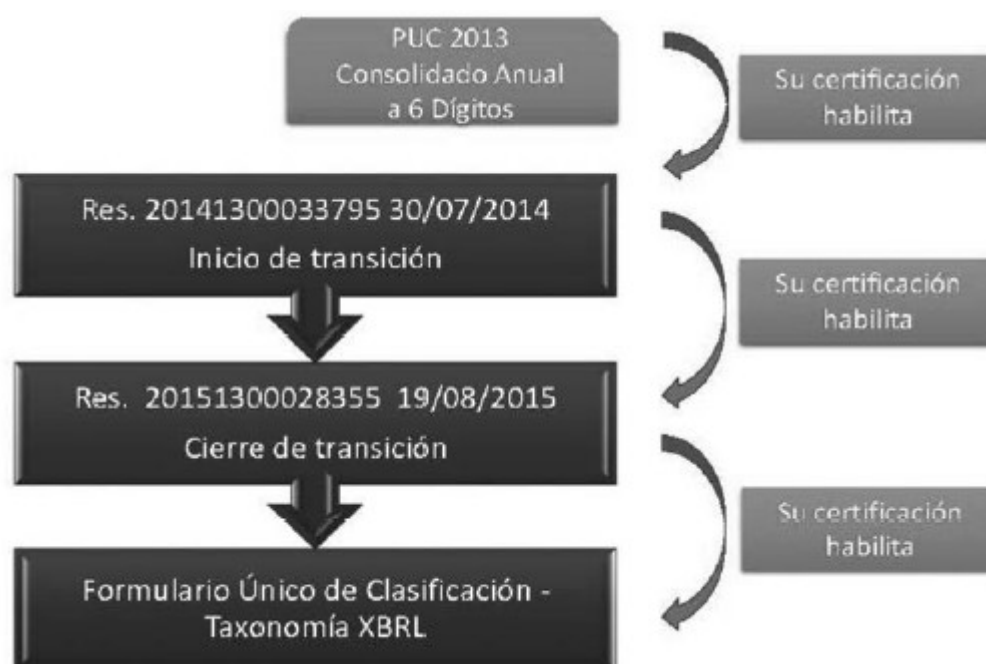 PUC 2013
Consolidado Anual
a 6 Dígitos
Su certificación
habilita
Res. 20141300033795 30/07/2014
Inicio de transición
Su certificación
habilita
Res. 20151300028355 19/08/2015
Cierre de transición
Su certificación
habilita
Formulario Único de Clasificación -
Taxonomía XBRL